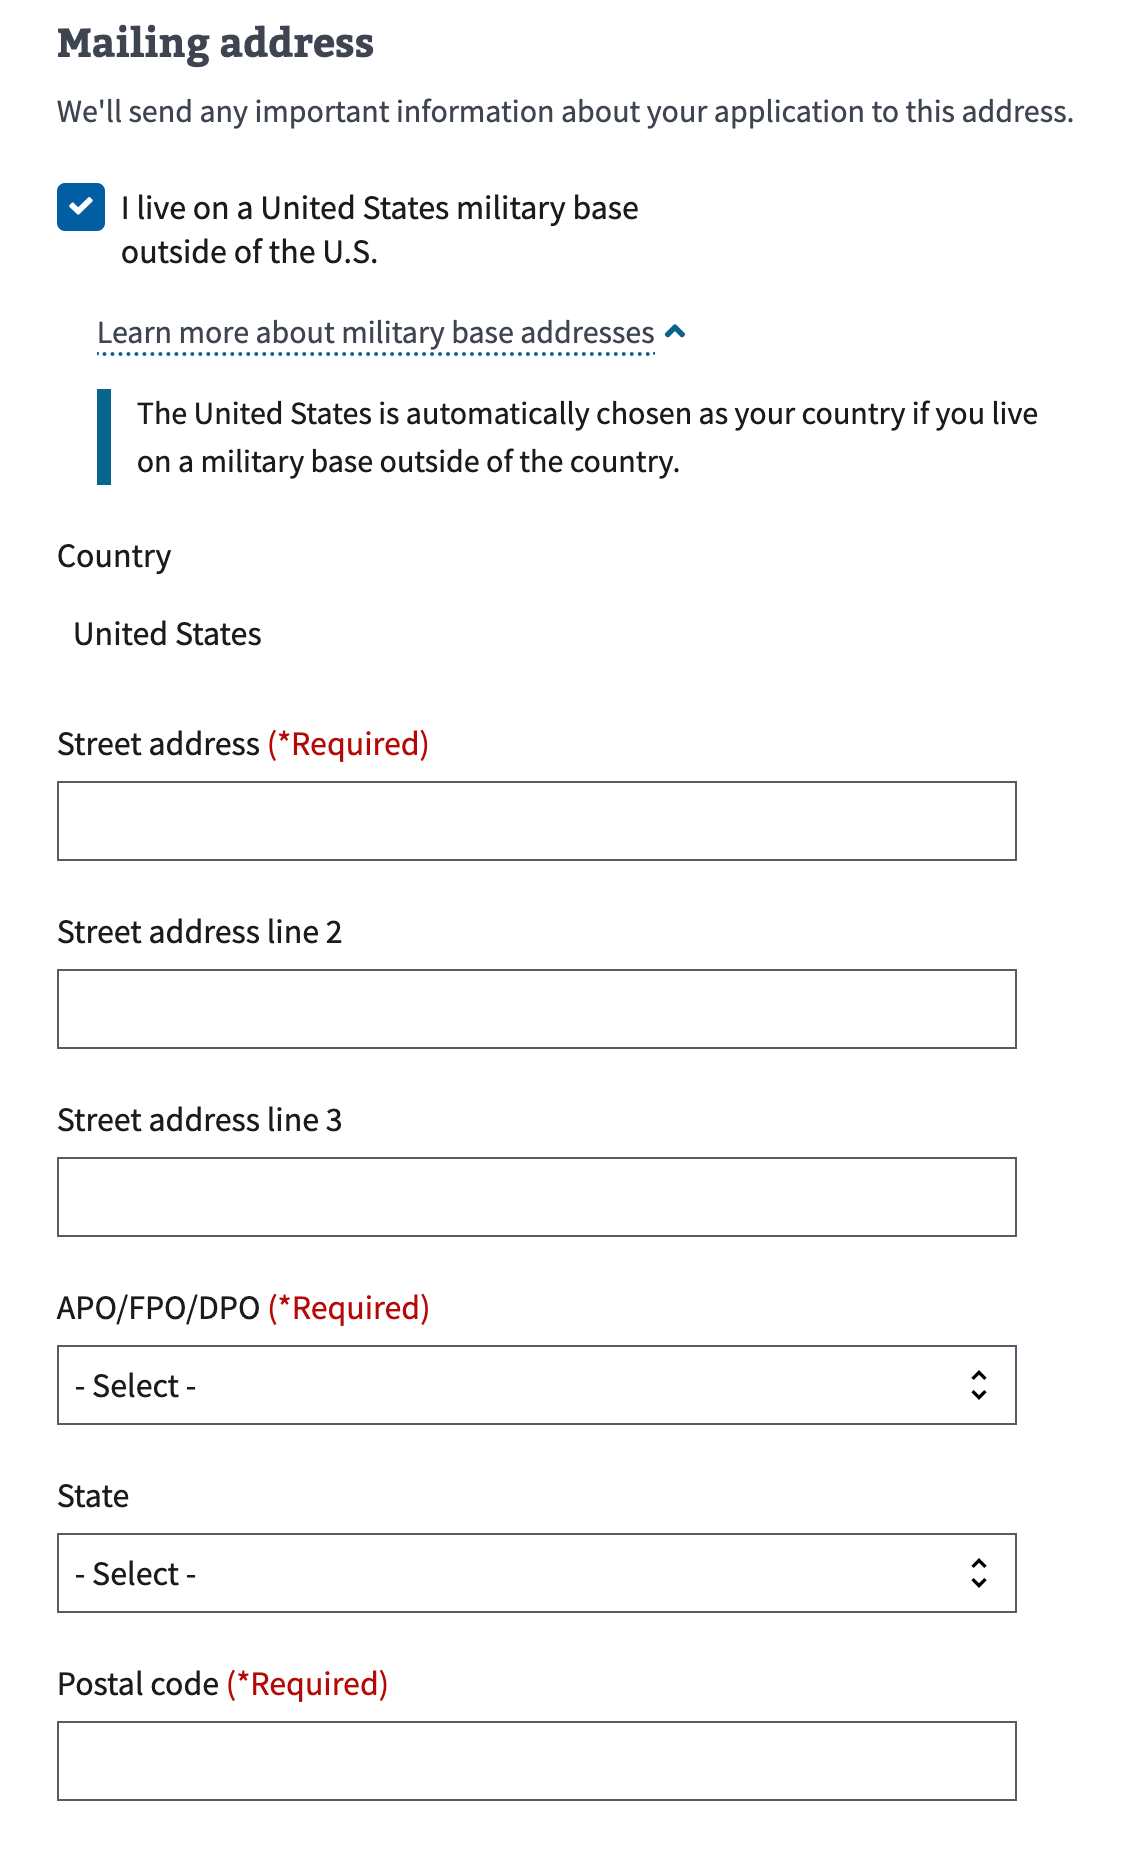 Mailing address
We'll send any important information about your application to this address.
I live on a United States military base
outside of the U.S.
Learn more about military base addresses
The United States is automatically chosen as your country if you live
on a military base outside of the country.
Country
United States
Street address (*Required)
Street address line 2
Street address line 3
APO/FPO/DPO (*Required)
- Select -
State
- Select -
Postal code (*Required)